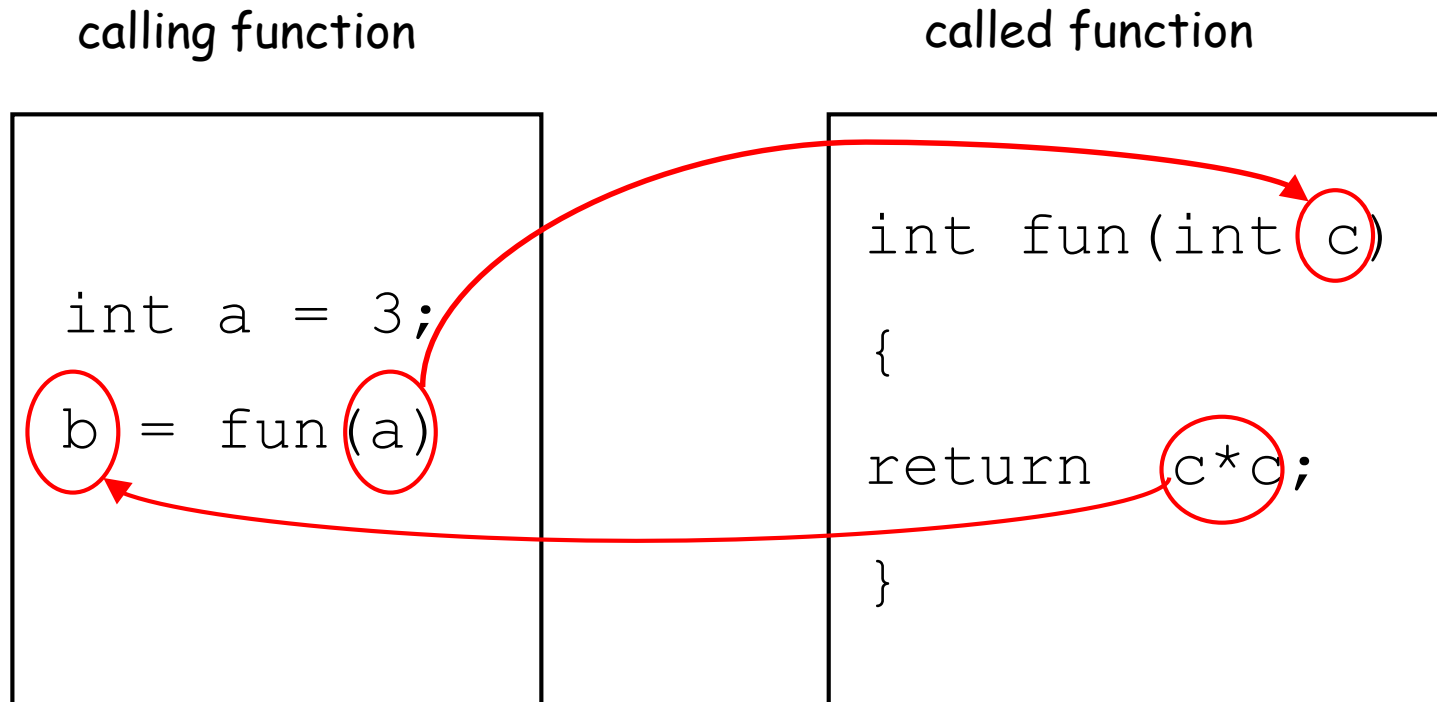 calling function
called function
int a = 3;
b = fun(a)
int fun(int c)
{
return c*c;
}